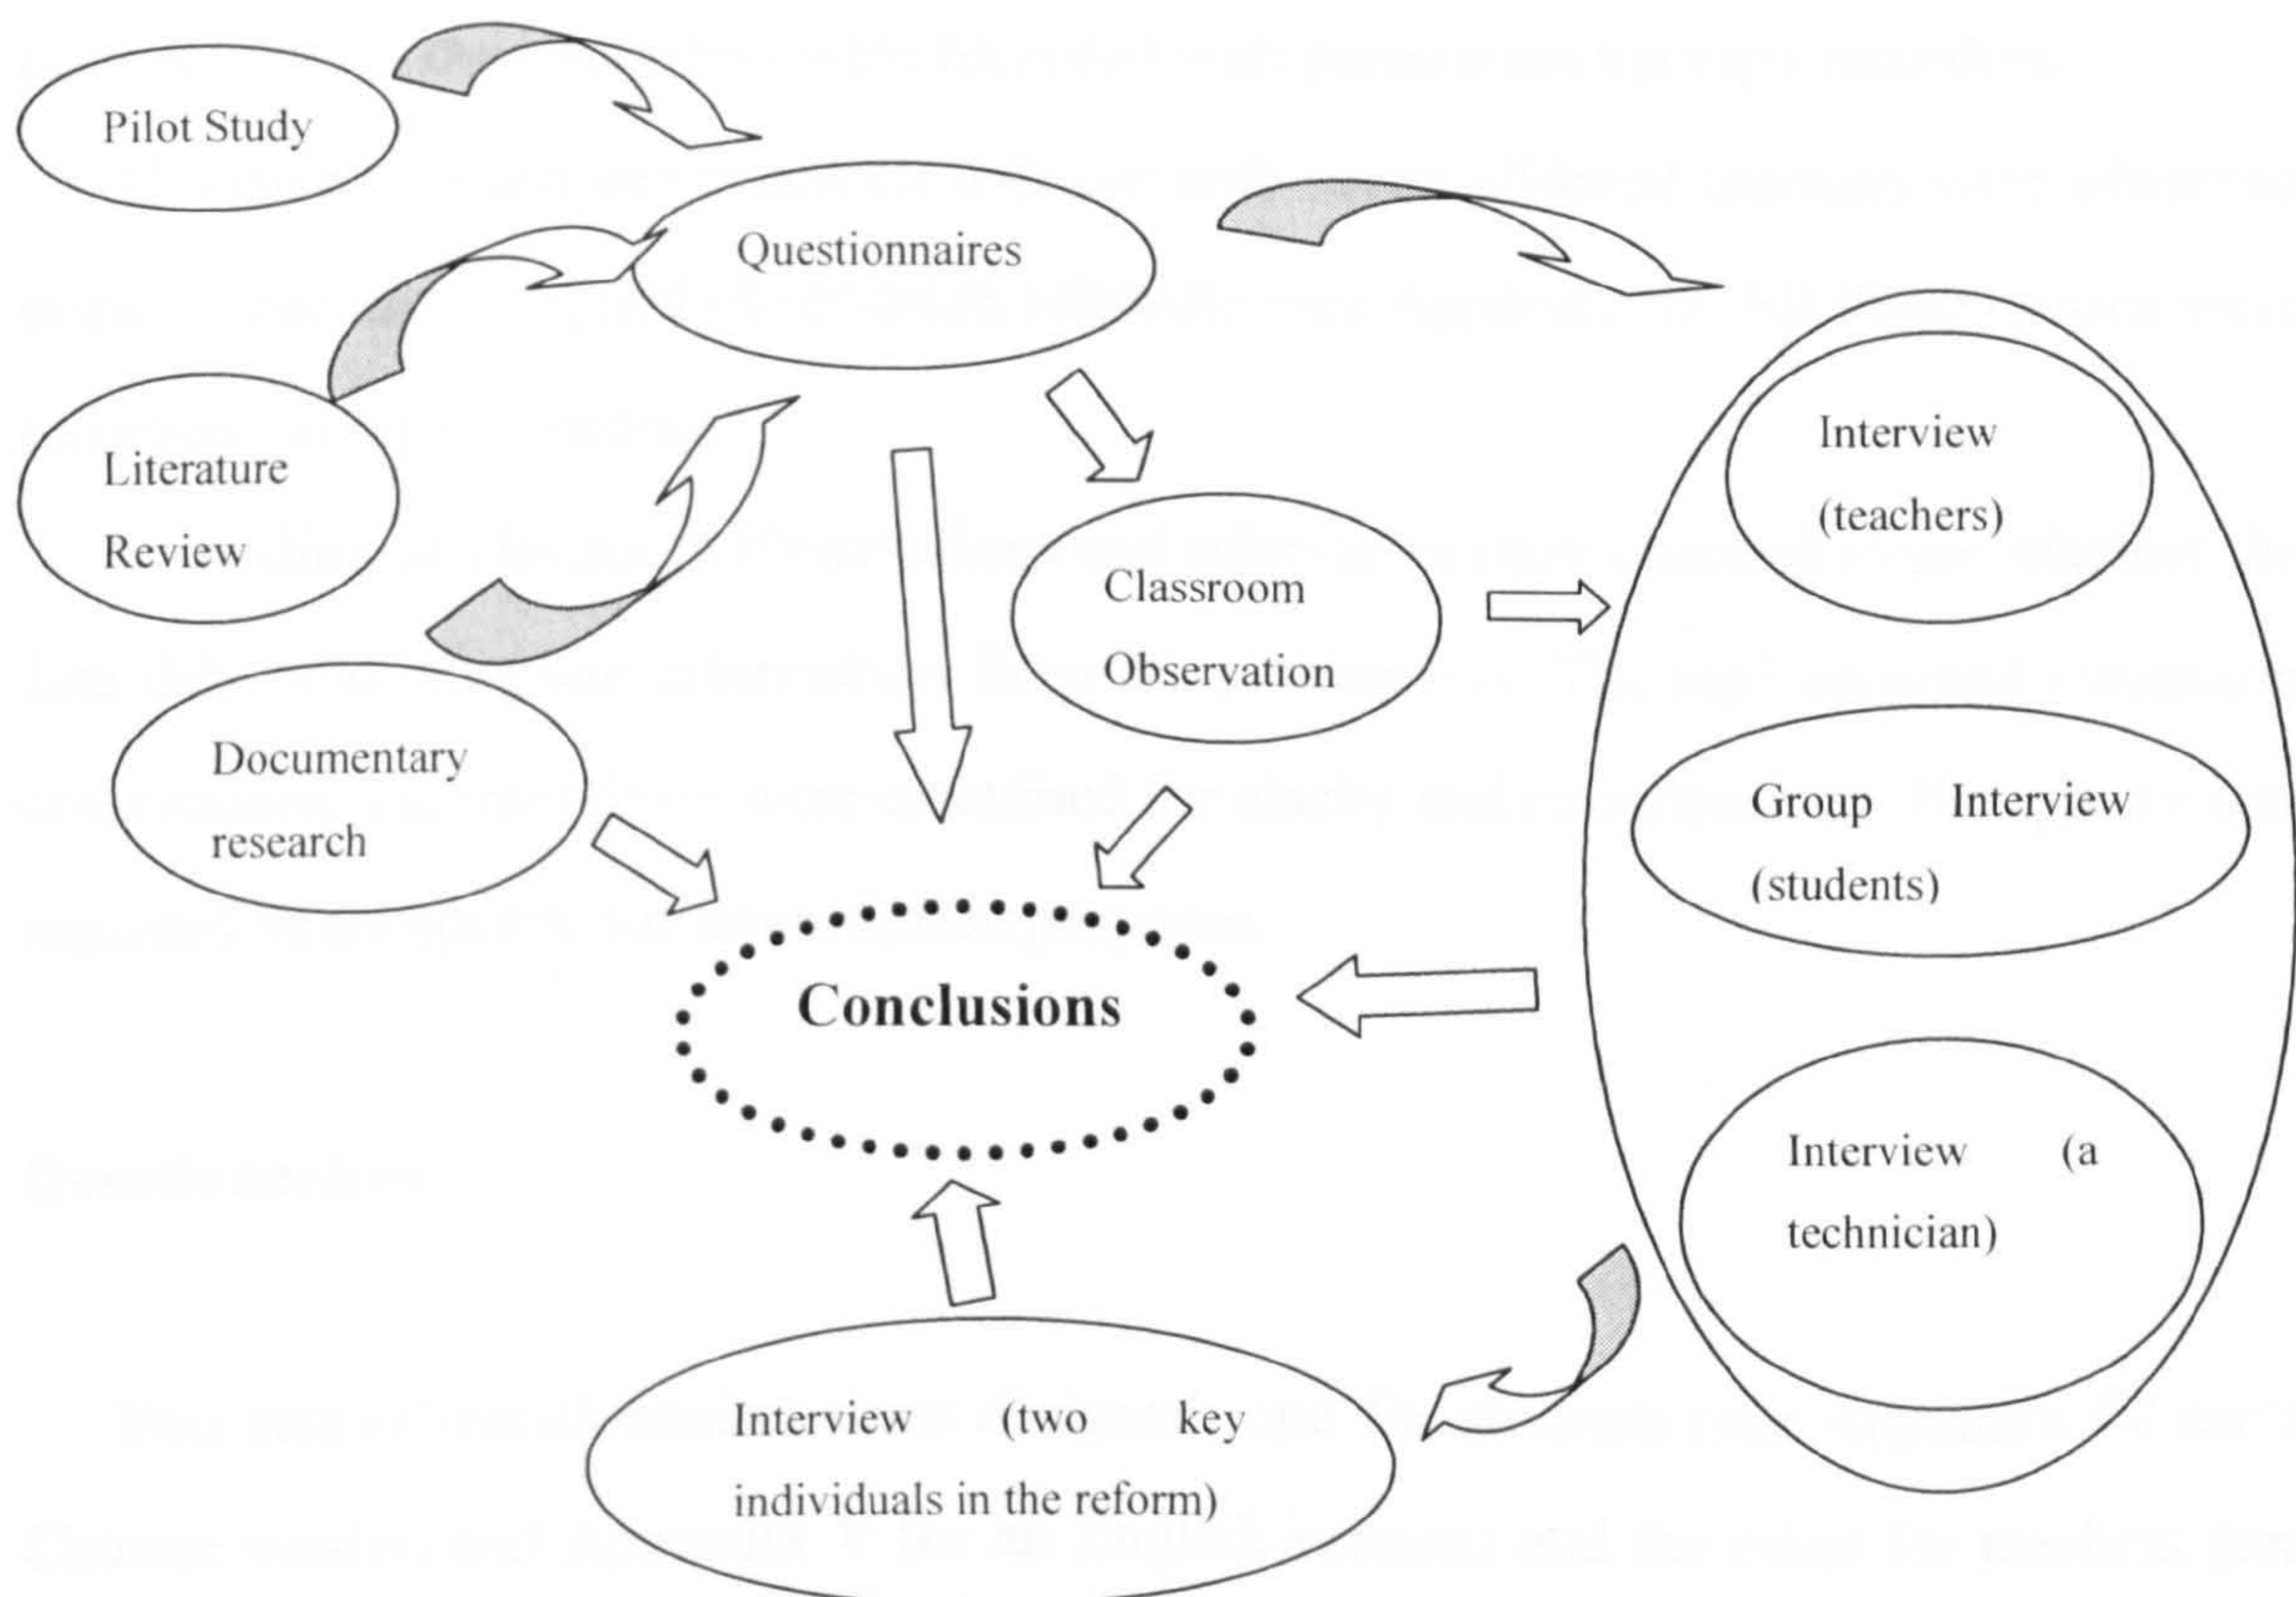 Pilot Study
Questionnaires
Literature
Review
Interview
(teachers)
Classroom
Observation
Documentary
research
Group Interview
(students)
Conclusions
Interview (a
technician)
Interview (two key
individuals in the reform)